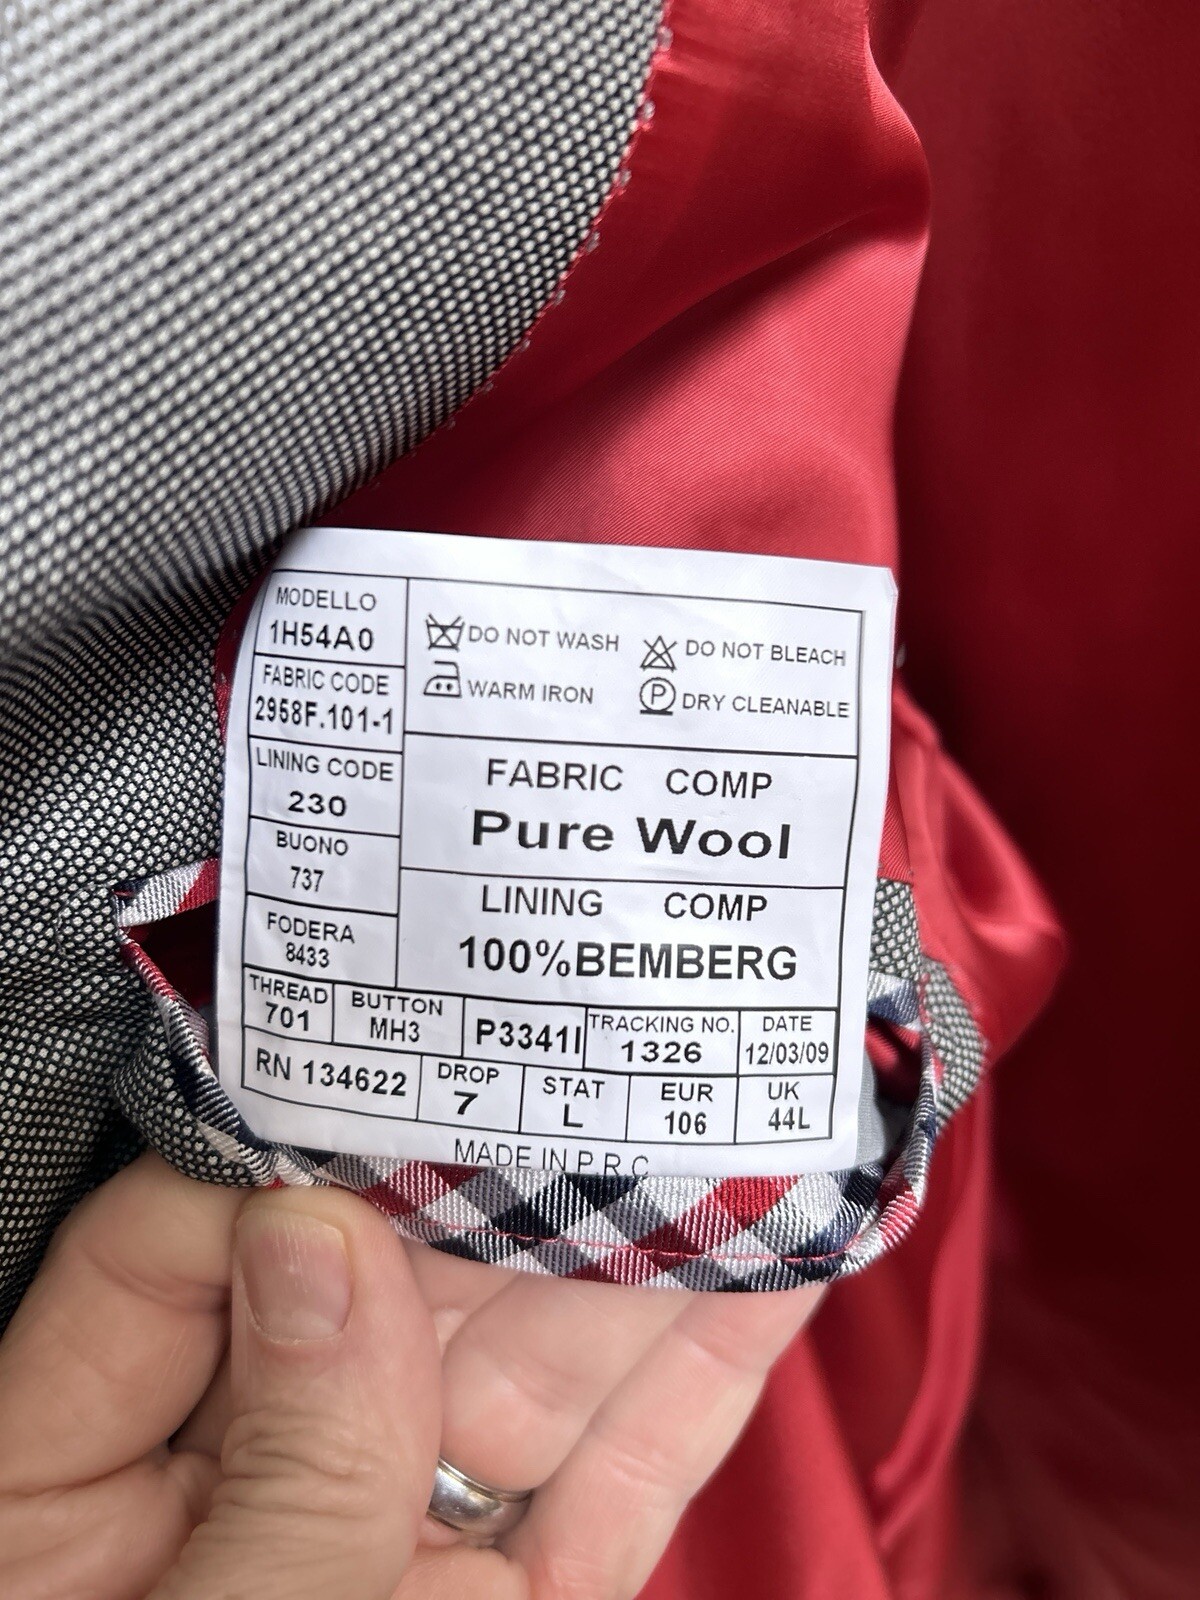 MODELLO
1H54A0
FABRIC CODE
2958F.101-1
LINING CODE
230
BUONO
737
FODERA
8433
DO NOT WASH
DO NOT BLEACH
WARM IRON
P DRY CLEANABLE
FABRIC COMP
Pure Wool
LINING COMP
100%BEMBERG
THREAD
701
BUTTON
MH3
P3341I
TRACKING NO.
1326
DATE
12/03/09
RN 134622
DROP
7
STAT
L
EUR
106
UK
44L
MADE IN P R C